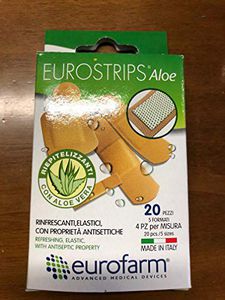 EUROSTRIPS® Aloe
RIEPITELIZZANTI
CON ALOE VERA
RINFRESCANTI, ELASTICI,
CON PROPRIETÀ ANTISETTICHE
REFRESHING, ELASTIC,
WITH ANTISEPTIC PROPERTY
20 PEZZI
5 FORMATI
4 PZ per MISURA
20 pcs./5 sizes
MADE IN ITALY
eurofarm®
ADVANCED MEDICAL DEVICES